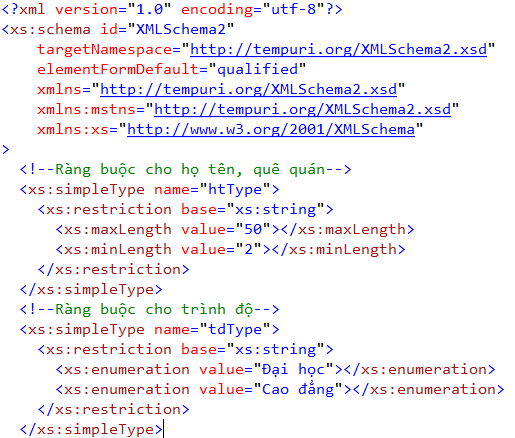 <?xml version="1.0" encoding="utf-8"?>
<xs:schema id="XMLSchema2"
    targetNamespace="http://tempuri.org/XMLSchema2.xsd"
    elementFormDefault="qualified"
    xmlns="http://tempuri.org/XMLSchema2.xsd"
    xmlns:mstns="http://tempuri.org/XMLSchema2.xsd"
    xmlns:xs="http://www.w3.org/2001/XMLSchema"
>
  <!--Ràng buộc cho họ tên, quê quán-->
  <xs:simpleType name="htType">
    <xs:restriction base="xs:string">
      <xs:maxLength value="50"></xs:maxLength>
      <xs:minLength value="2"></xs:minLength>
    </xs:restriction>
  </xs:simpleType>
  <!--Ràng buộc cho trình độ-->
  <xs:simpleType name="tdType">
    <xs:restriction base="xs:string">
      <xs:enumeration value="Đại học"></xs:enumeration>
      <xs:enumeration value="Cao đẳng"></xs:enumeration>
    </xs:restriction>
  </xs:simpleType>